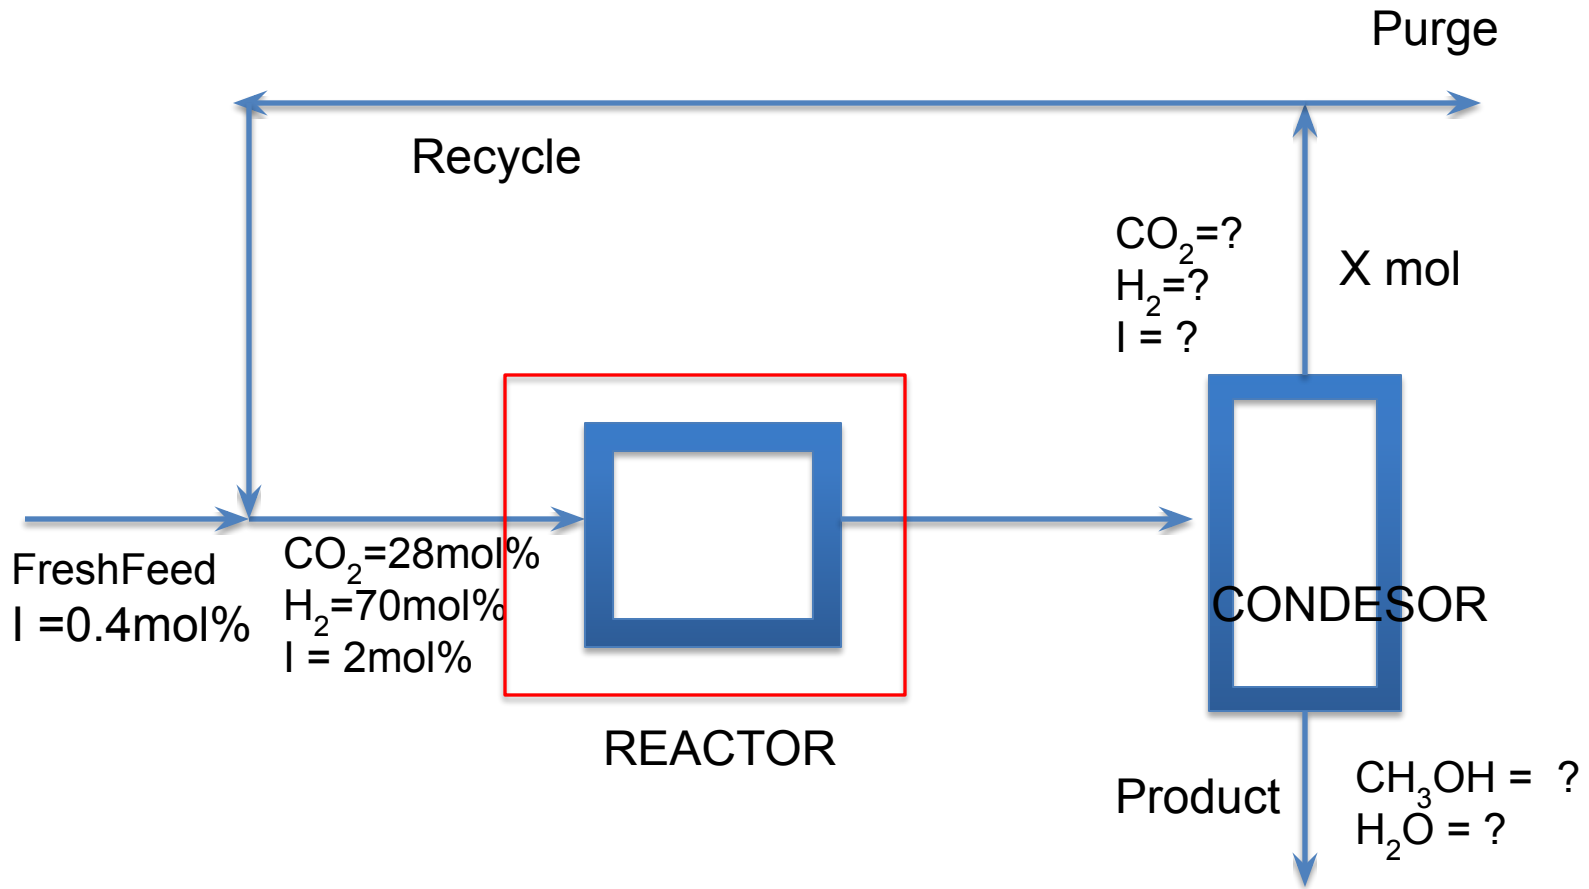 Purge
Recycle
CO₂=?
H₂=?
I = ?
X mol
FreshFeed
I =0.4mol%
CO₂=28mol%
H₂=70mol%
I = 2mol%
CONDESOR
REACTOR
Product
CH₃OH = ?
H₂O = ?